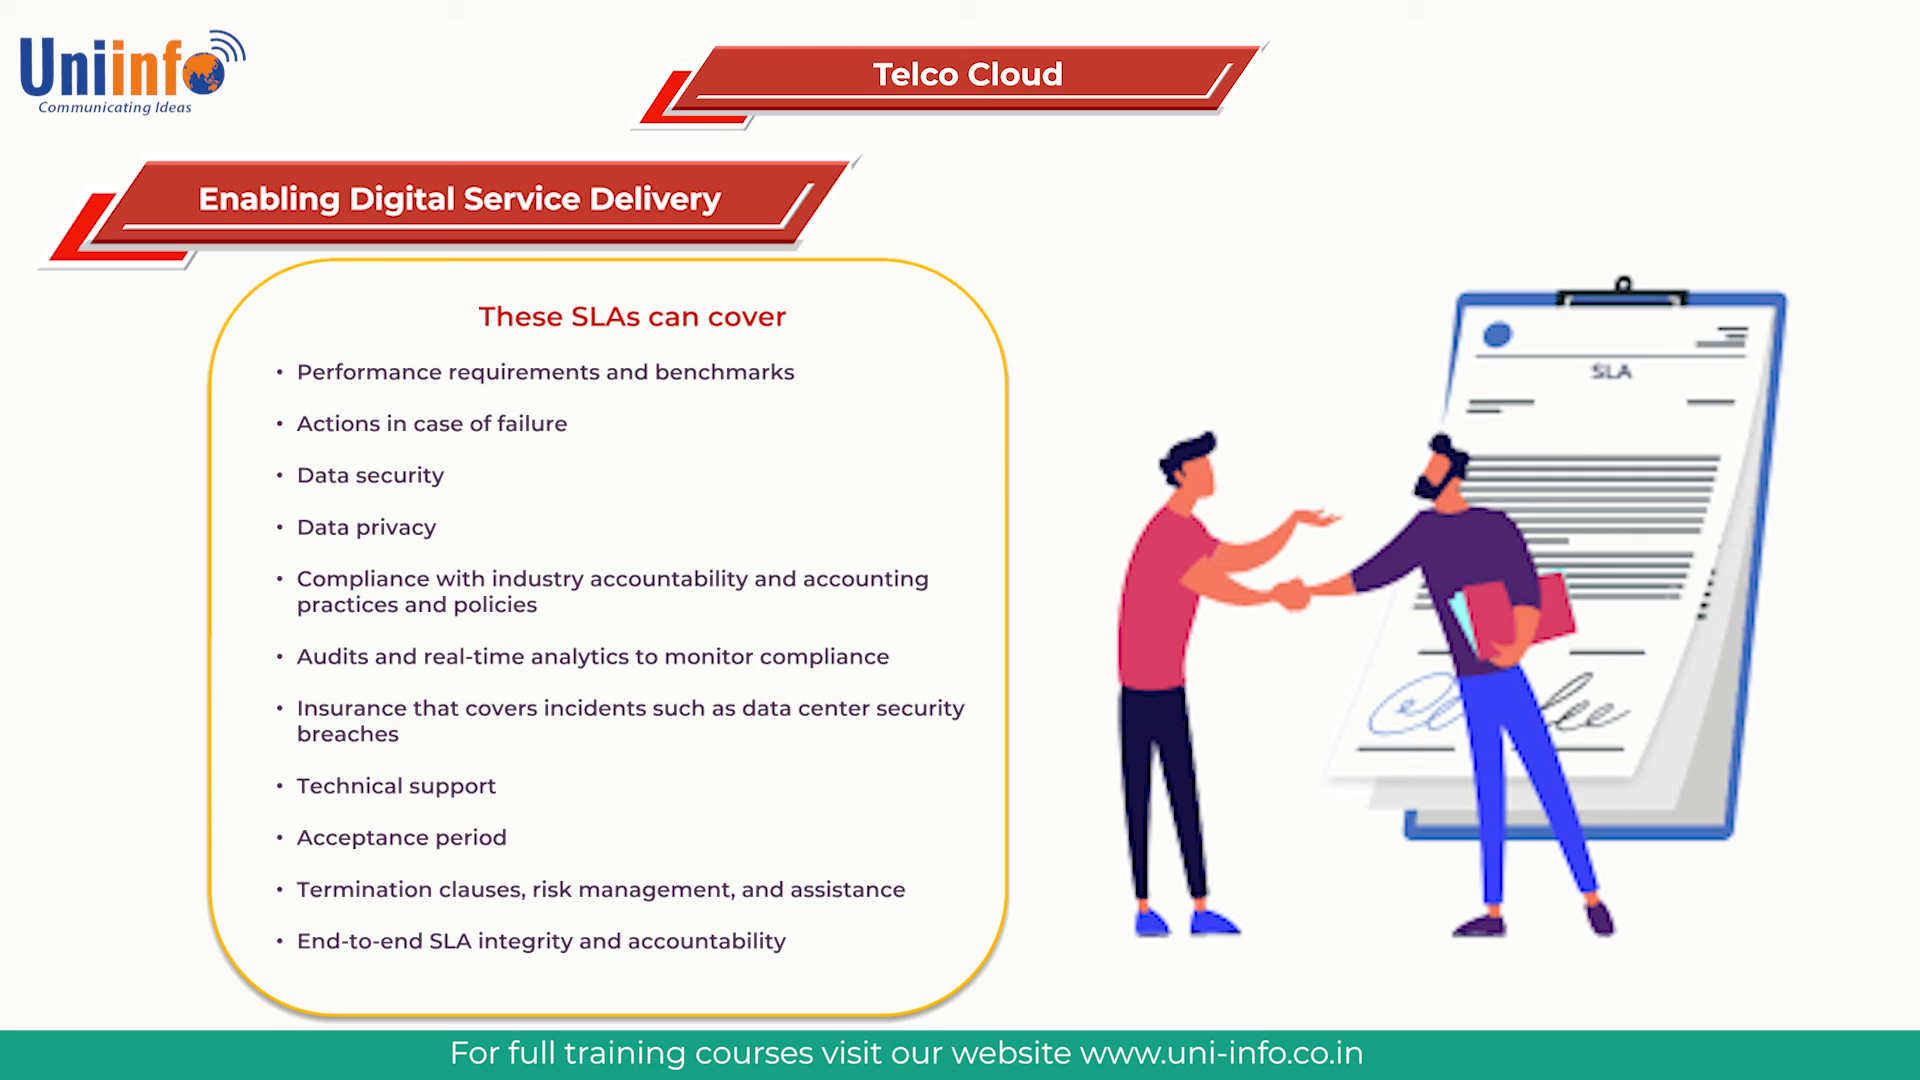 Uniinfo
Communicating Ideas
Telco Cloud
Enabling Digital Service Delivery
These SLAs can cover
• Performance requirements and benchmarks
• Actions in case of failure
• Data security
• Data privacy
• Compliance with industry accountability and accounting
practices and policies
• Audits and real-time analytics to monitor compliance
• Insurance that covers incidents such as data center security
breaches
• Technical support
• Acceptance period
• Termination clauses, risk management, and assistance
• End-to-end SLA integrity and accountability
SLA
For full training courses visit our website www.uni-info.co.in